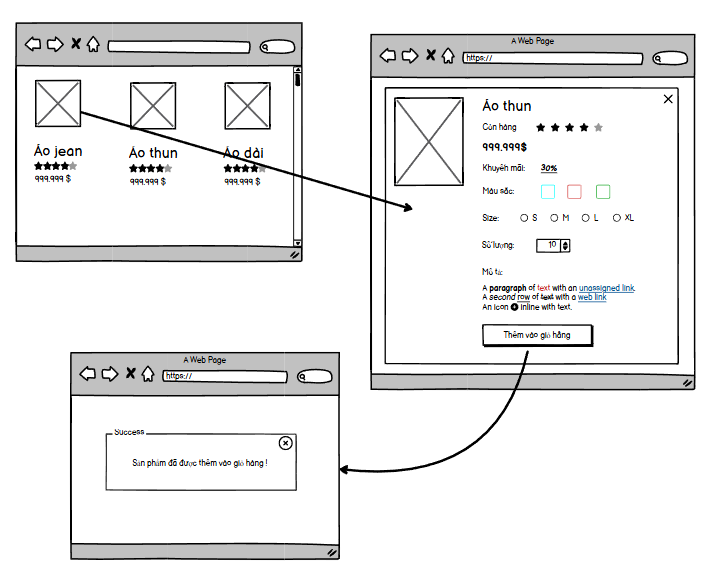 Áo jean
Áo thun
Áo dài
999.999 $
999.999 $
999.999 $
A Web Page
https://
Áo thun
Còn hàng
999.999$
Khuyến mãi: 30%
Màu sắc:
Size: S M L XL
Số lượng: 10
Mô tả:
A paragraph of text with an unassigned link.
A second row of text with a web link
An icon inline with text.
Thêm vào giỏ hàng
A Web Page
https://
Success
Sản phẩm đã được thêm vào giỏ hàng !